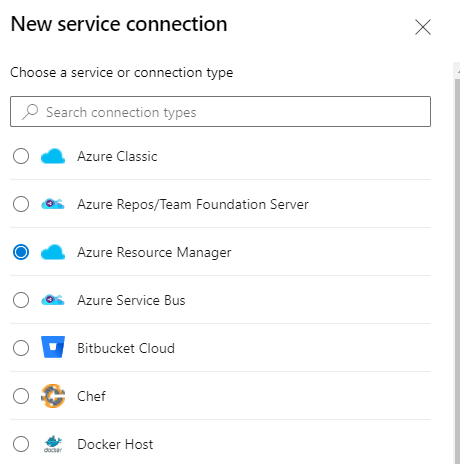 New service connection
Choose a service or connection type
Search connection types
Azure Classic
Azure Repos/Team Foundation Server
Azure Resource Manager
Azure Service Bus
Bitbucket Cloud
Chef
docker
Docker Host